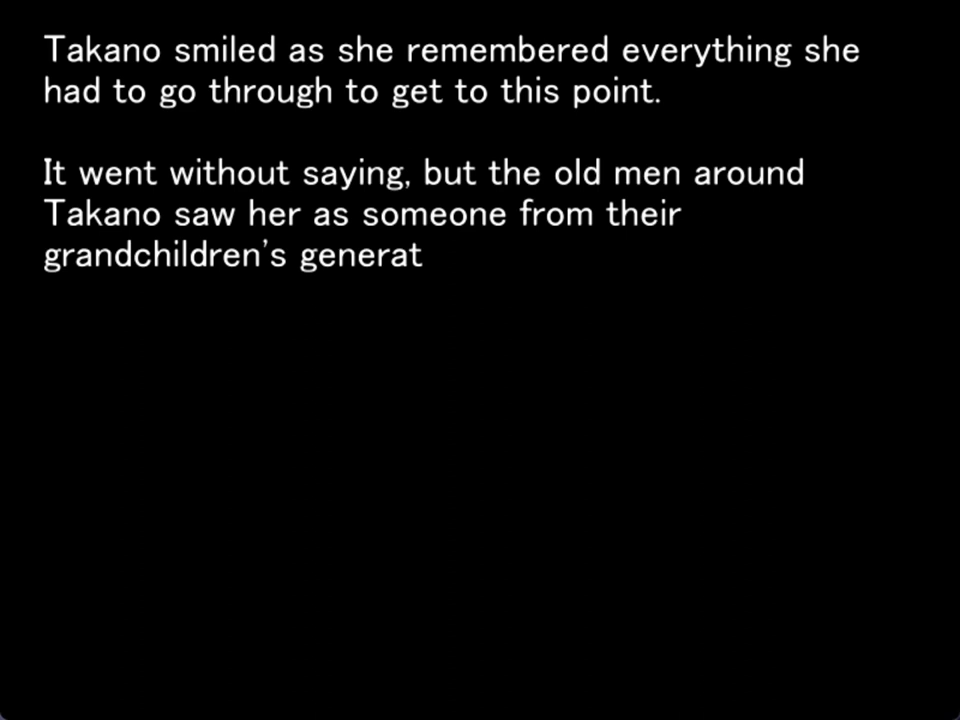 Takano smiled as she remembered everything she
had to go through to get to this point.
It went without saying, but the old men around
Takano saw her as someone from their
grandchildren's generat